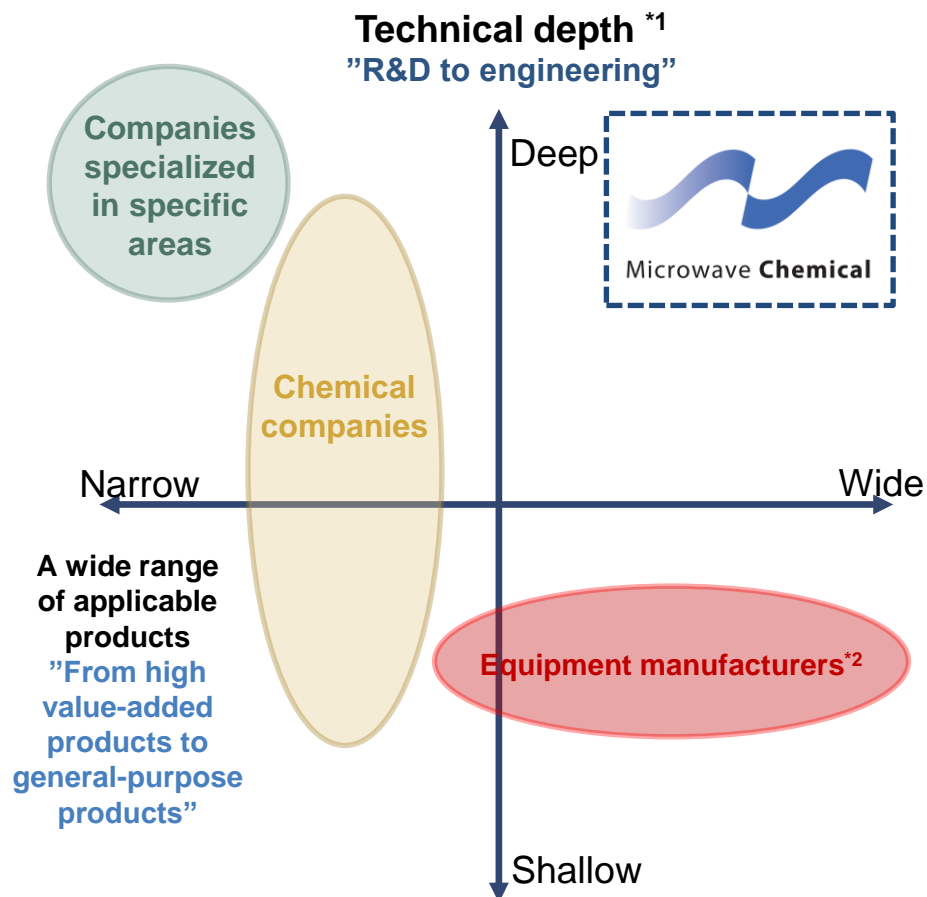 Technical depth *1
”R&D to engineering”
Companies
specialized
in specific
areas
Deep
Microwave Chemical
Chemical
companies
Narrow
Wide
A wide range
of applicable
products
”From high
value-added
products to
general-purpose
products”
Equipment manufacturers*2
Shallow